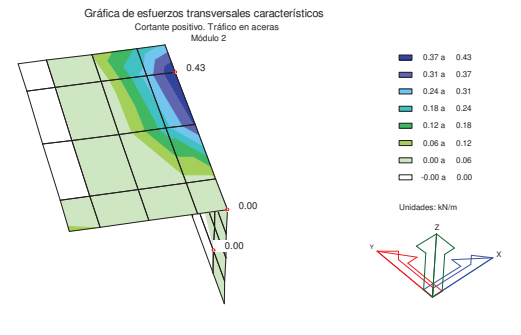 Gráfica de esfuerzos transversales característicos
Cortante positivo. Tráfico en aceras
Módulo 2
0.43
0.00
0.00
0.37 a 0.43
0.31 a 0.37
0.24 a 0.31
0.18 a 0.24
0.12 a 0.18
0.06 a 0.12
0.00 a 0.06
-0.00 a 0.00
Unidades: kN/m
Z
Y
X